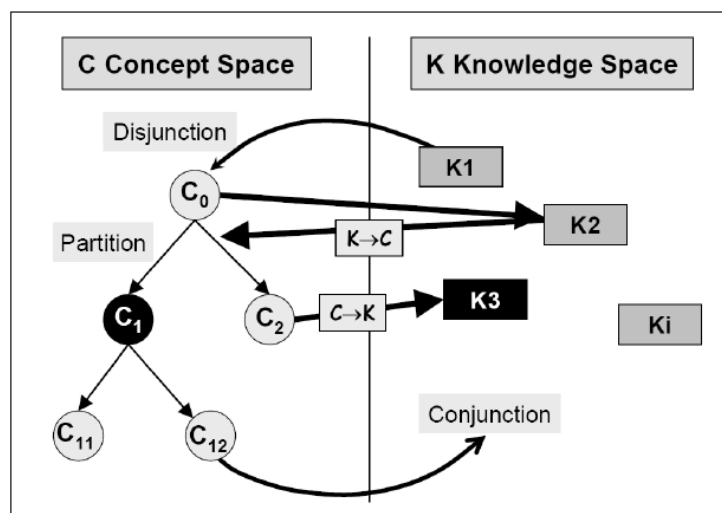 C Concept Space
K Knowledge Space
Disjunction
K1
C₀
K2
Partition
K→C
C₁
C₂
C→K
K3
Ki
C₁₁
C₁₂
Conjunction